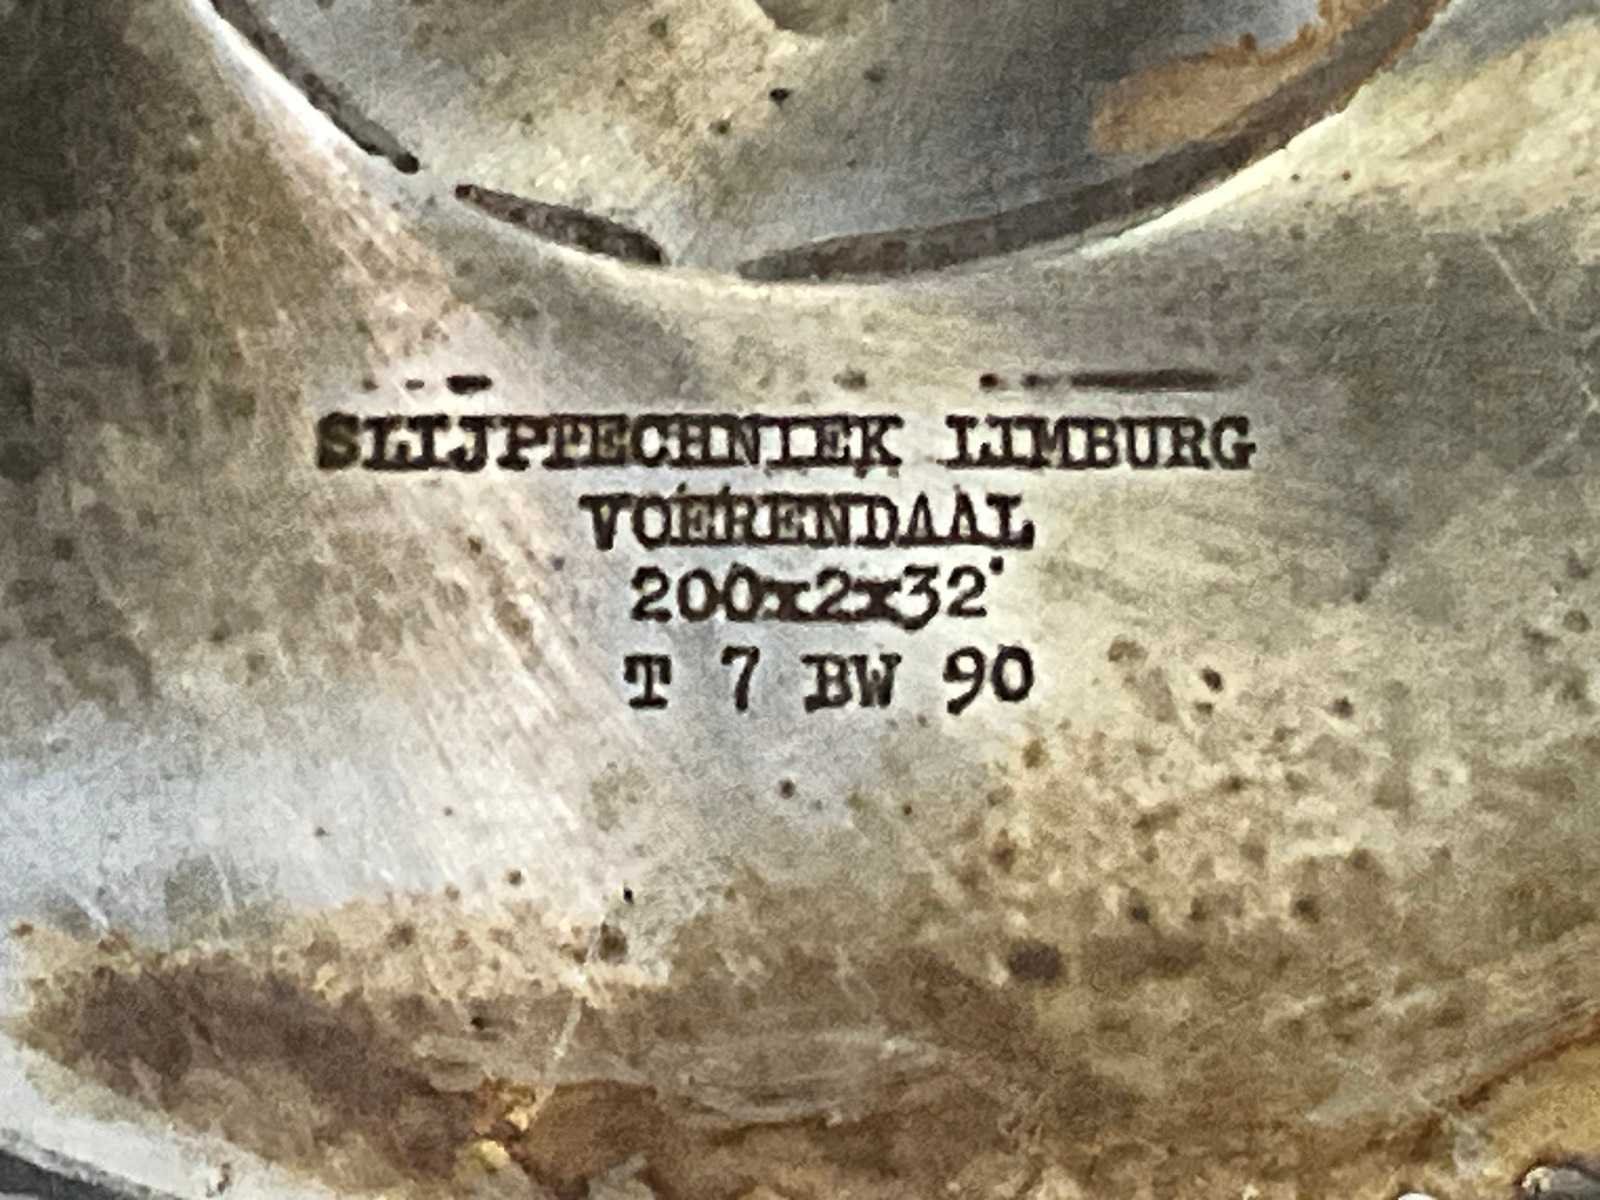 SLIJPTECHNIEK LIMBURG
VOERENDAAL
200x2x32
T 7 BW 90